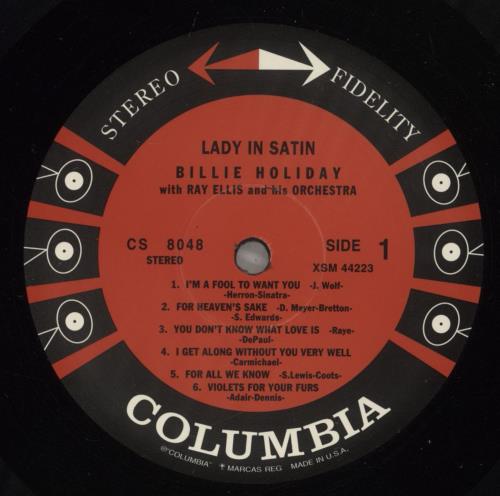 STEREO FIDELITY
LADY IN SATIN
BILLIE HOLIDAY
with RAY ELLIS and his ORCHESTRA
CS 8048 SIDE 1
STEREO XSM 44223
1. I'M A FOOL TO WANT YOU -J. Wolf-
-Herron-Sinatra-
2. FOR HEAVEN'S SAKE -D. Meyer-Bretton-
-S. Edwards-
3. YOU DON'T KNOW WHAT LOVE IS -Raye-
-DePaul-
4. I GET ALONG WITHOUT YOU VERY WELL
-Carmichael-
5. FOR ALL WE KNOW -S.Lewis-Coots-
6. VIOLETS FOR YOUR FURS
-Adair-Dennis-
COLUMBIA
℗"COLUMBIA" ✝ MARCAS REG MADE IN U.S.A.